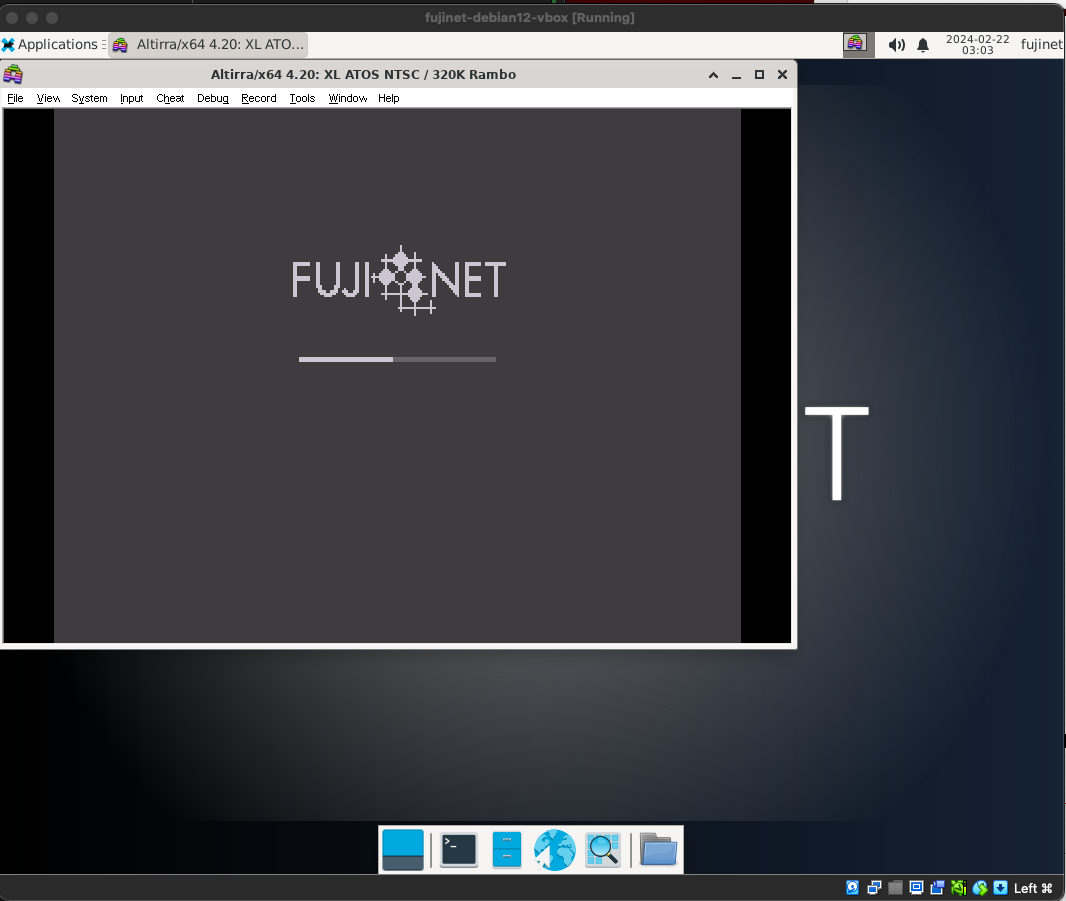 fujinet-debian12-vbox [Running]
Applications
Altirra/x64 4.20: XL ATO...
2024-02-22
03:03
fujinet
Altirra/x64 4.20: XL ATOS NTSC / 320K Rambo
File View System Input Cheat Debug Record Tools Window Help
FUJI NET
T
>_
Left ⌘